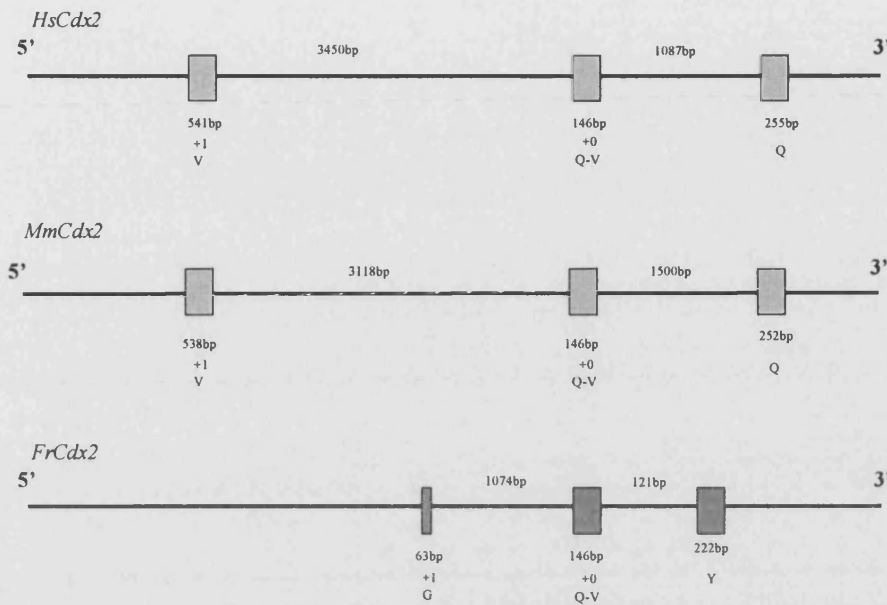 HsCdx2
5' 3450bp 1087bp 3'
541bp 146bp 255bp
+1 +0 Q
V Q-V
MmCdx2
5' 3118bp 1500bp 3'
538bp 146bp 252bp
+1 +0 Q
V Q-V
FrCdx2
5' 1074bp 121bp 3'
63bp 146bp 222bp
+1 +0 Y
G Q-V